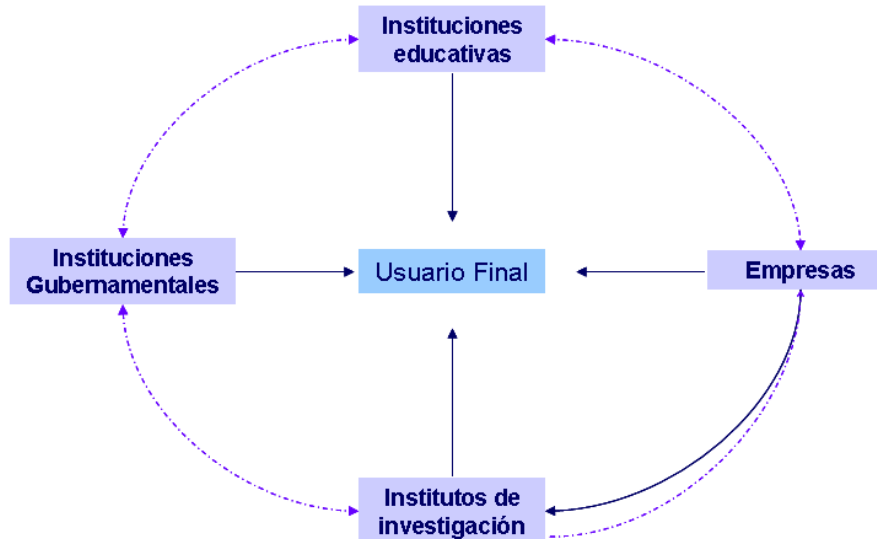 Instituciones
educativas
Instituciones
Gubernamentales
Usuario Final
Empresas
Institutos de
investigación